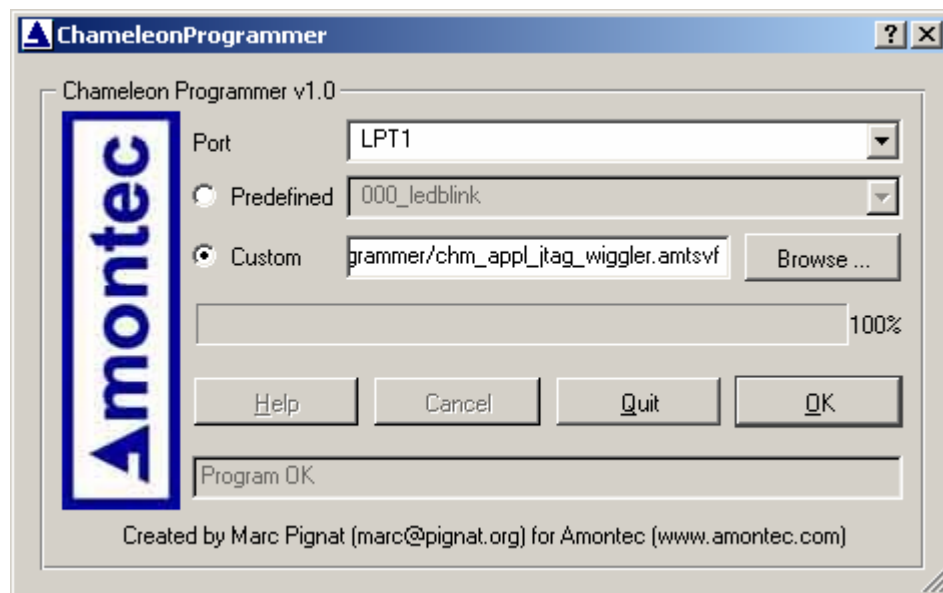 ChameleonProgrammer
Chameleon Programmer v1.0
Amontec
Port LPT1
Predefined 000_ledblink
Custom grammer/chm_appl_jtag_wiggler.amtsvf Browse ...
100%
Help Cancel Quit OK
Program OK
Created by Marc Pignat (marc@pignat.org) for Amontec (www.amontec.com)